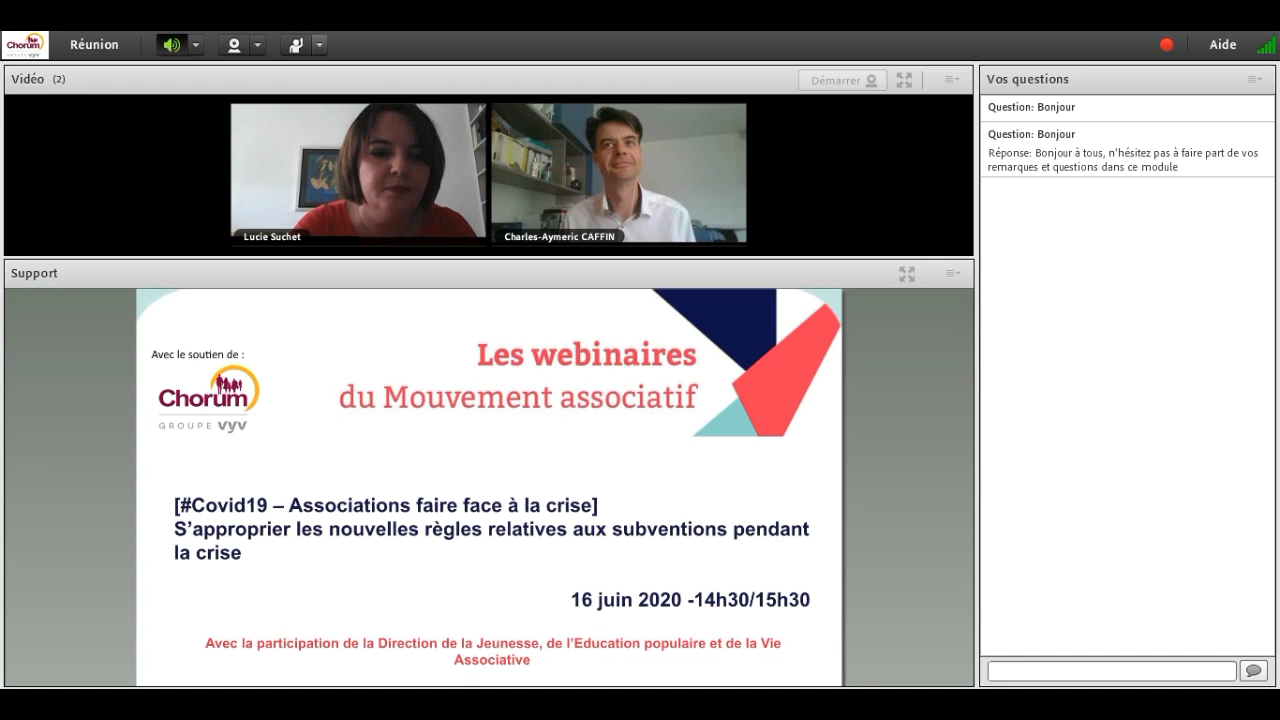 Chorum
GROUPE vyv
Réunion
Aide
Vidéo (2)
Démarrer
Lucie Suchet
Charles-Aymeric CAFFIN
Vos questions
Question: Bonjour
Question: Bonjour
Réponse: Bonjour à tous, n'hésitez pas à faire part de vos
remarques et questions dans ce module
Support
Avec le soutien de :
Chorum
GROUPE vyv
Les webinaires
du Mouvement associatif
[#Covid19 – Associations faire face à la crise]
S’approprier les nouvelles règles relatives aux subventions pendant
la crise
16 juin 2020 -14h30/15h30
Avec la participation de la Direction de la Jeunesse, de l’Education populaire et de la Vie
Associative